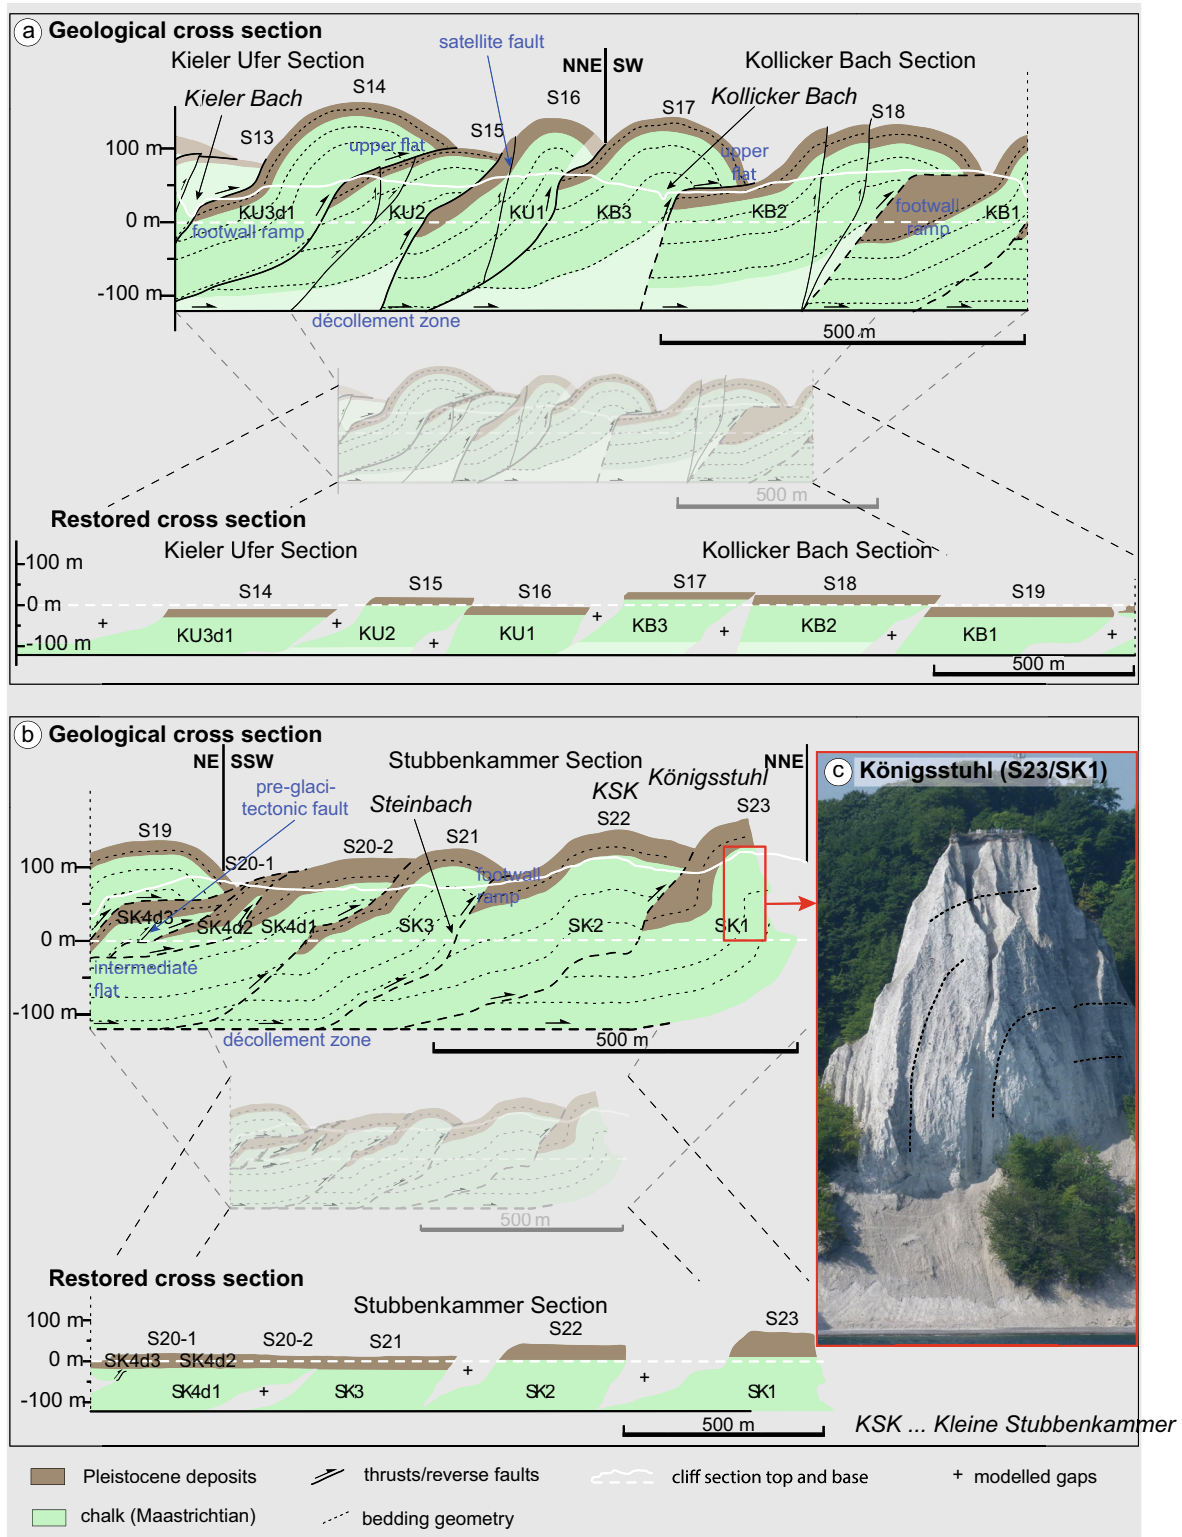 a Geological cross section
Kieler Ufer Section
satellite fault
NNE SW
Kollicker Bach Section
Kieler Bach
S13
S14
S15
S16
S17
Kollicker Bach
S18
upper flat
upper
flat
100 m
0 m
-100 m
KU3d1
KU2
KU1
KB3
KB2
KB1
footwall ramp
footwall
ramp
décollement zone
500 m
500 m
Restored cross section
Kieler Ufer Section
Kollicker Bach Section
100 m
0 m
-100 m
S14
S15
S16
S17
S18
S19
+
+
+
+
+
+
+
KU3d1
KU2
KU1
KB3
KB2
KB1
500 m
b Geological cross section
NE SSW
Stubbenkammer Section
NNE
pre-glaci-
tectonic fault
Steinbach
KSK
Königsstuhl
S19
S20-1
S20-2
S21
S22
S23
footwall
ramp
100 m
0 m
-100 m
SK4d3
SK4d2
SK4d1
SK3
SK2
SK1
intermediate
flat
décollement zone
500 m
500 m
c Königsstuhl (S23/SK1)
Restored cross section
Stubbenkammer Section
100 m
0 m
-100 m
S20-1
S20-2
S21
S22
S23
SK4d3
SK4d2
SK4d1
+
SK3
+
SK2
+
SK1
500 m
KSK ... Kleine Stubbenkammer
Pleistocene deposits
thrusts/reverse faults
cliff section top and base
+ modelled gaps
chalk (Maastrichtian)
bedding geometry